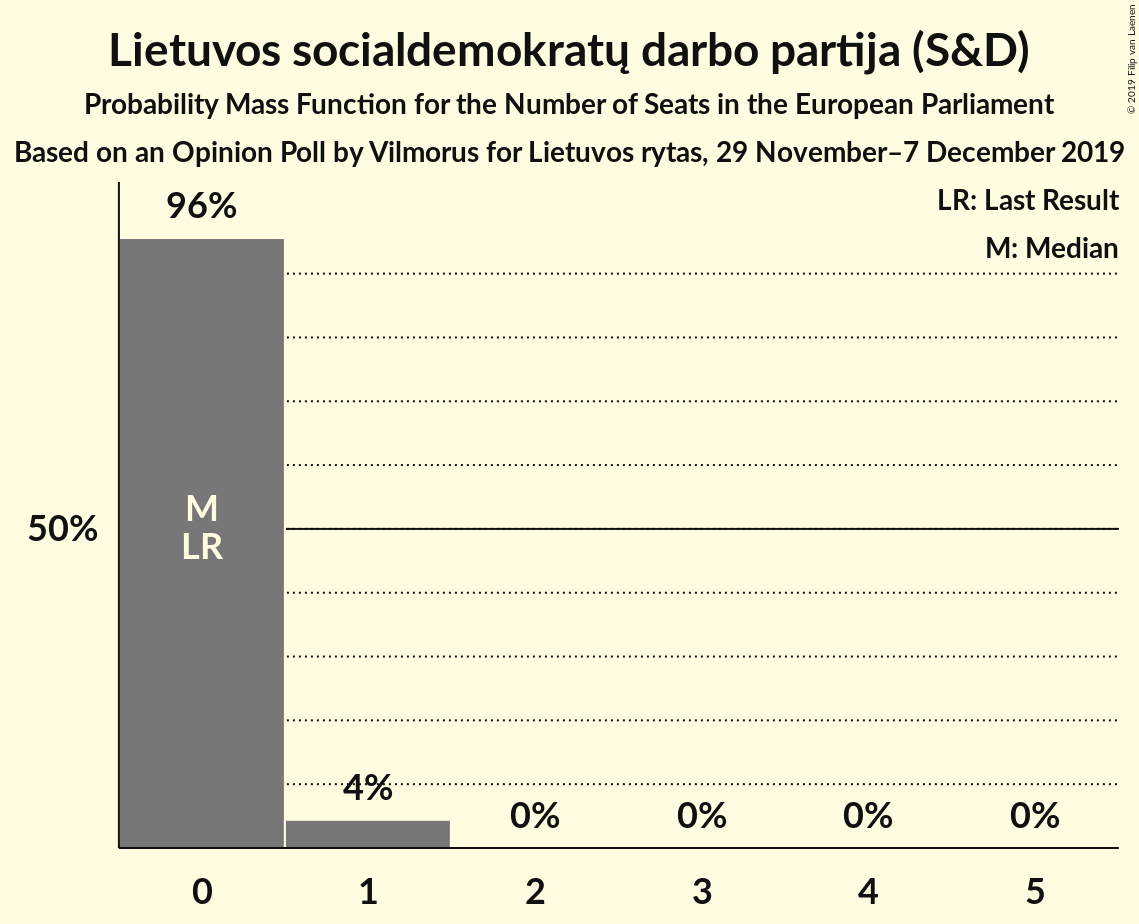 Lietuvos socialdemokratų darbo partija (S&D)
Probability Mass Function for the Number of Seats in the European Parliament
Based on an Opinion Poll by Vilmorus for Lietuvos rytas, 29 November–7 December 2019
© 2019 Filip van Laenen
LR: Last Result
M: Median
96%
M
LR
50%
4%
0%
0%
0%
0%
0
1
2
3
4
5